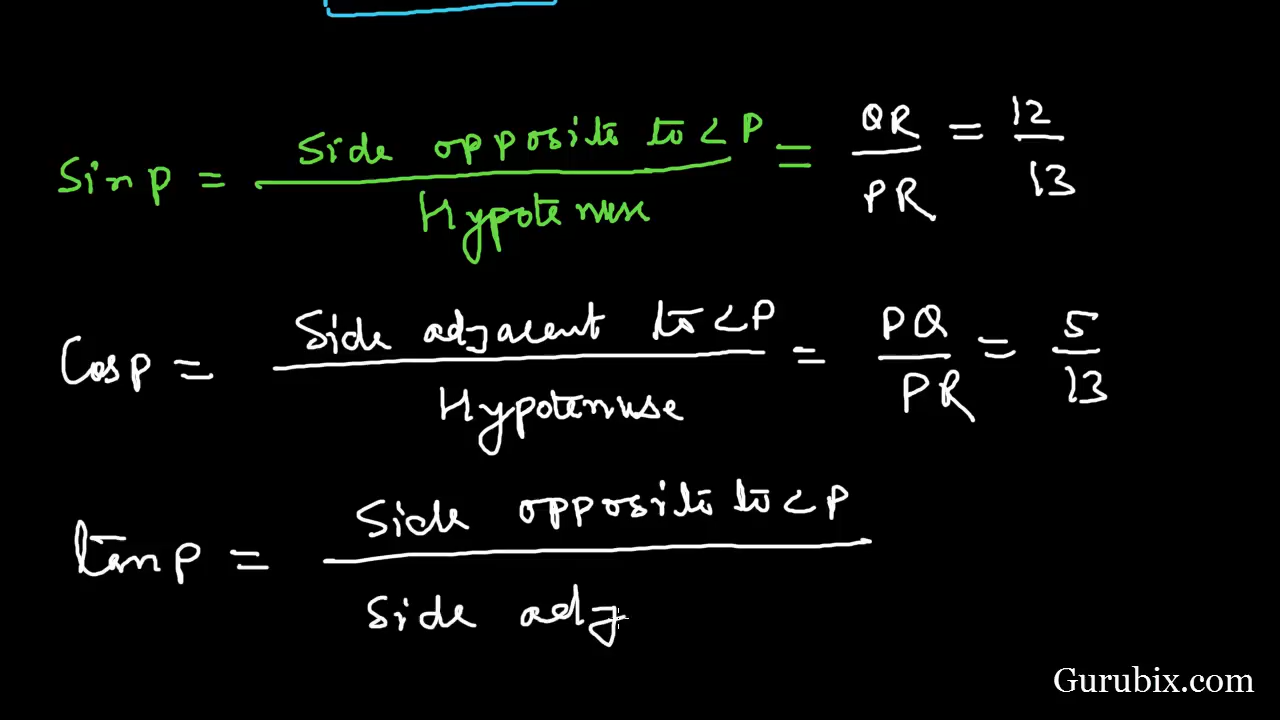 Sin P = Side opposite to ∠P / Hypotenuse = QR / PR = 12 / 13
Cos P = Side adjacent to ∠P / Hypotenuse = PQ / PR = 5 / 13
tan P = Side opposite to ∠P / Side adj
Gurubix.com